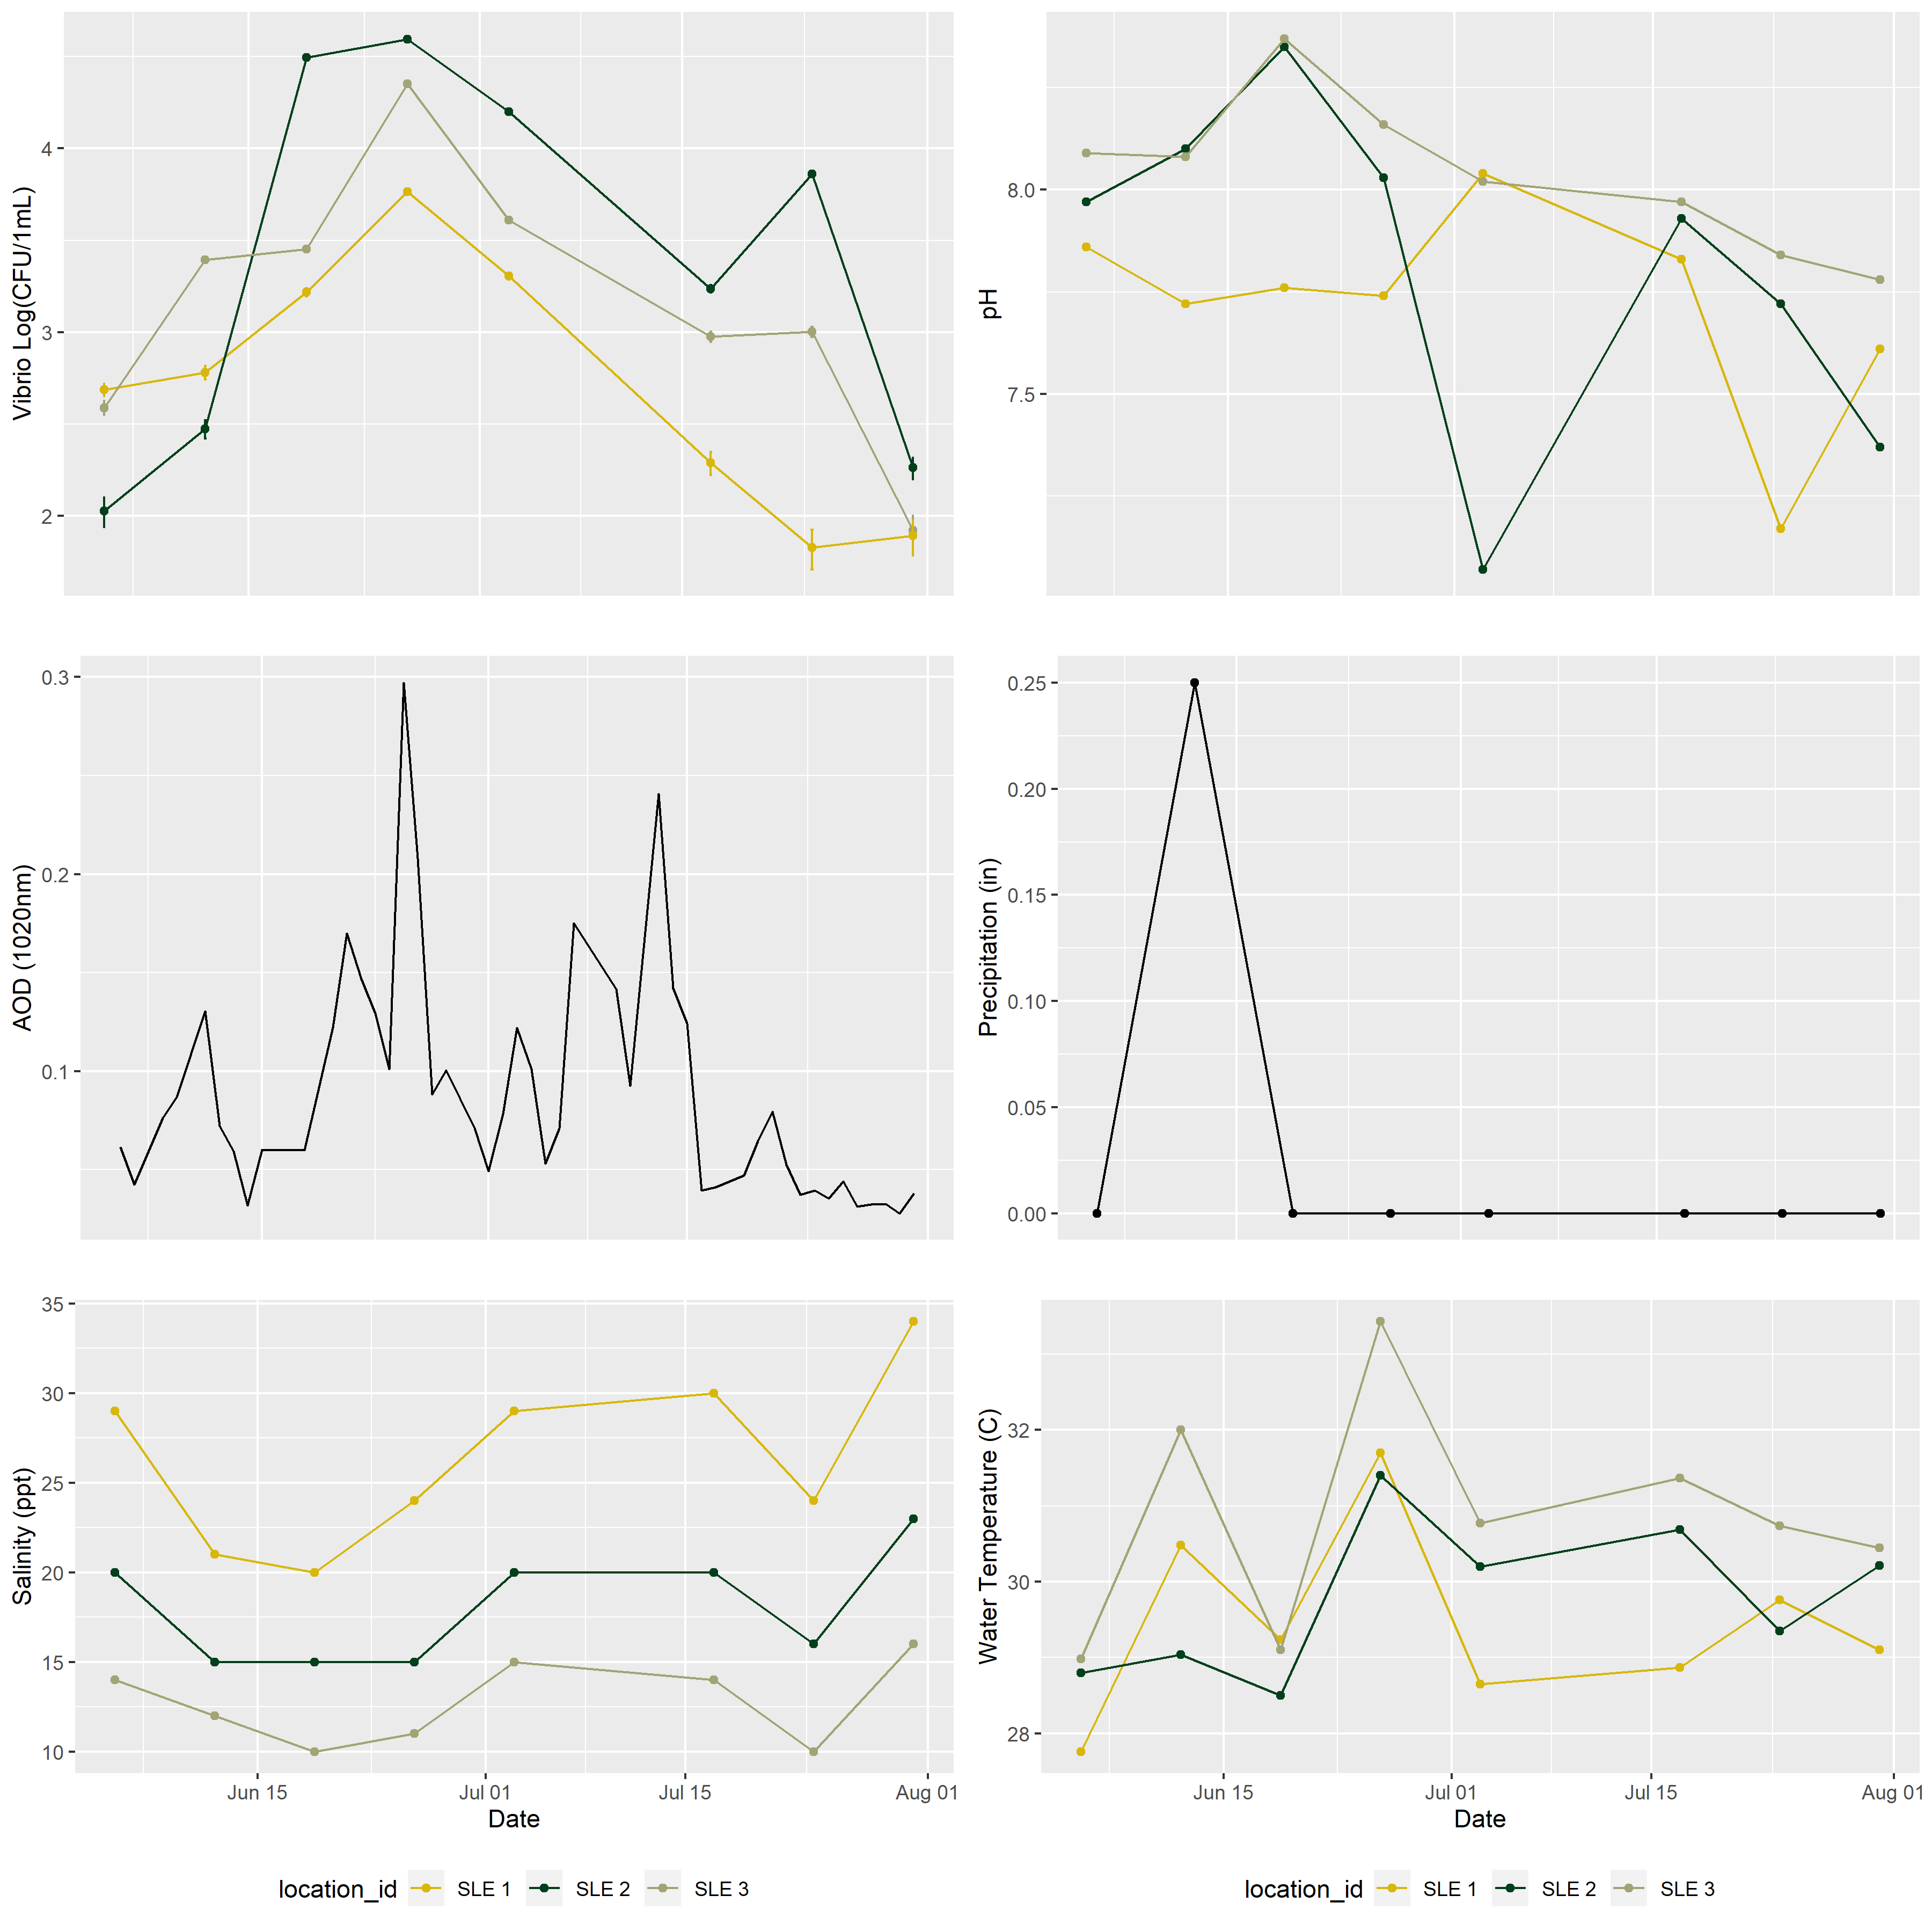 Vibrio Log(CFU/1mL)
4
3
2
pH
8.0
7.5
AOD (1020nm)
0.3
0.2
0.1
Precipitation (in)
0.25
0.20
0.15
0.10
0.05
0.00
Salinity (ppt)
35
30
25
20
15
10
Jun 15 Jul 01 Jul 15 Aug 01
Date
Water Temperature (C)
32
30
28
Jun 15 Jul 01 Jul 15 Aug 01
Date
location_id SLE 1 SLE 2 SLE 3
location_id SLE 1 SLE 2 SLE 3